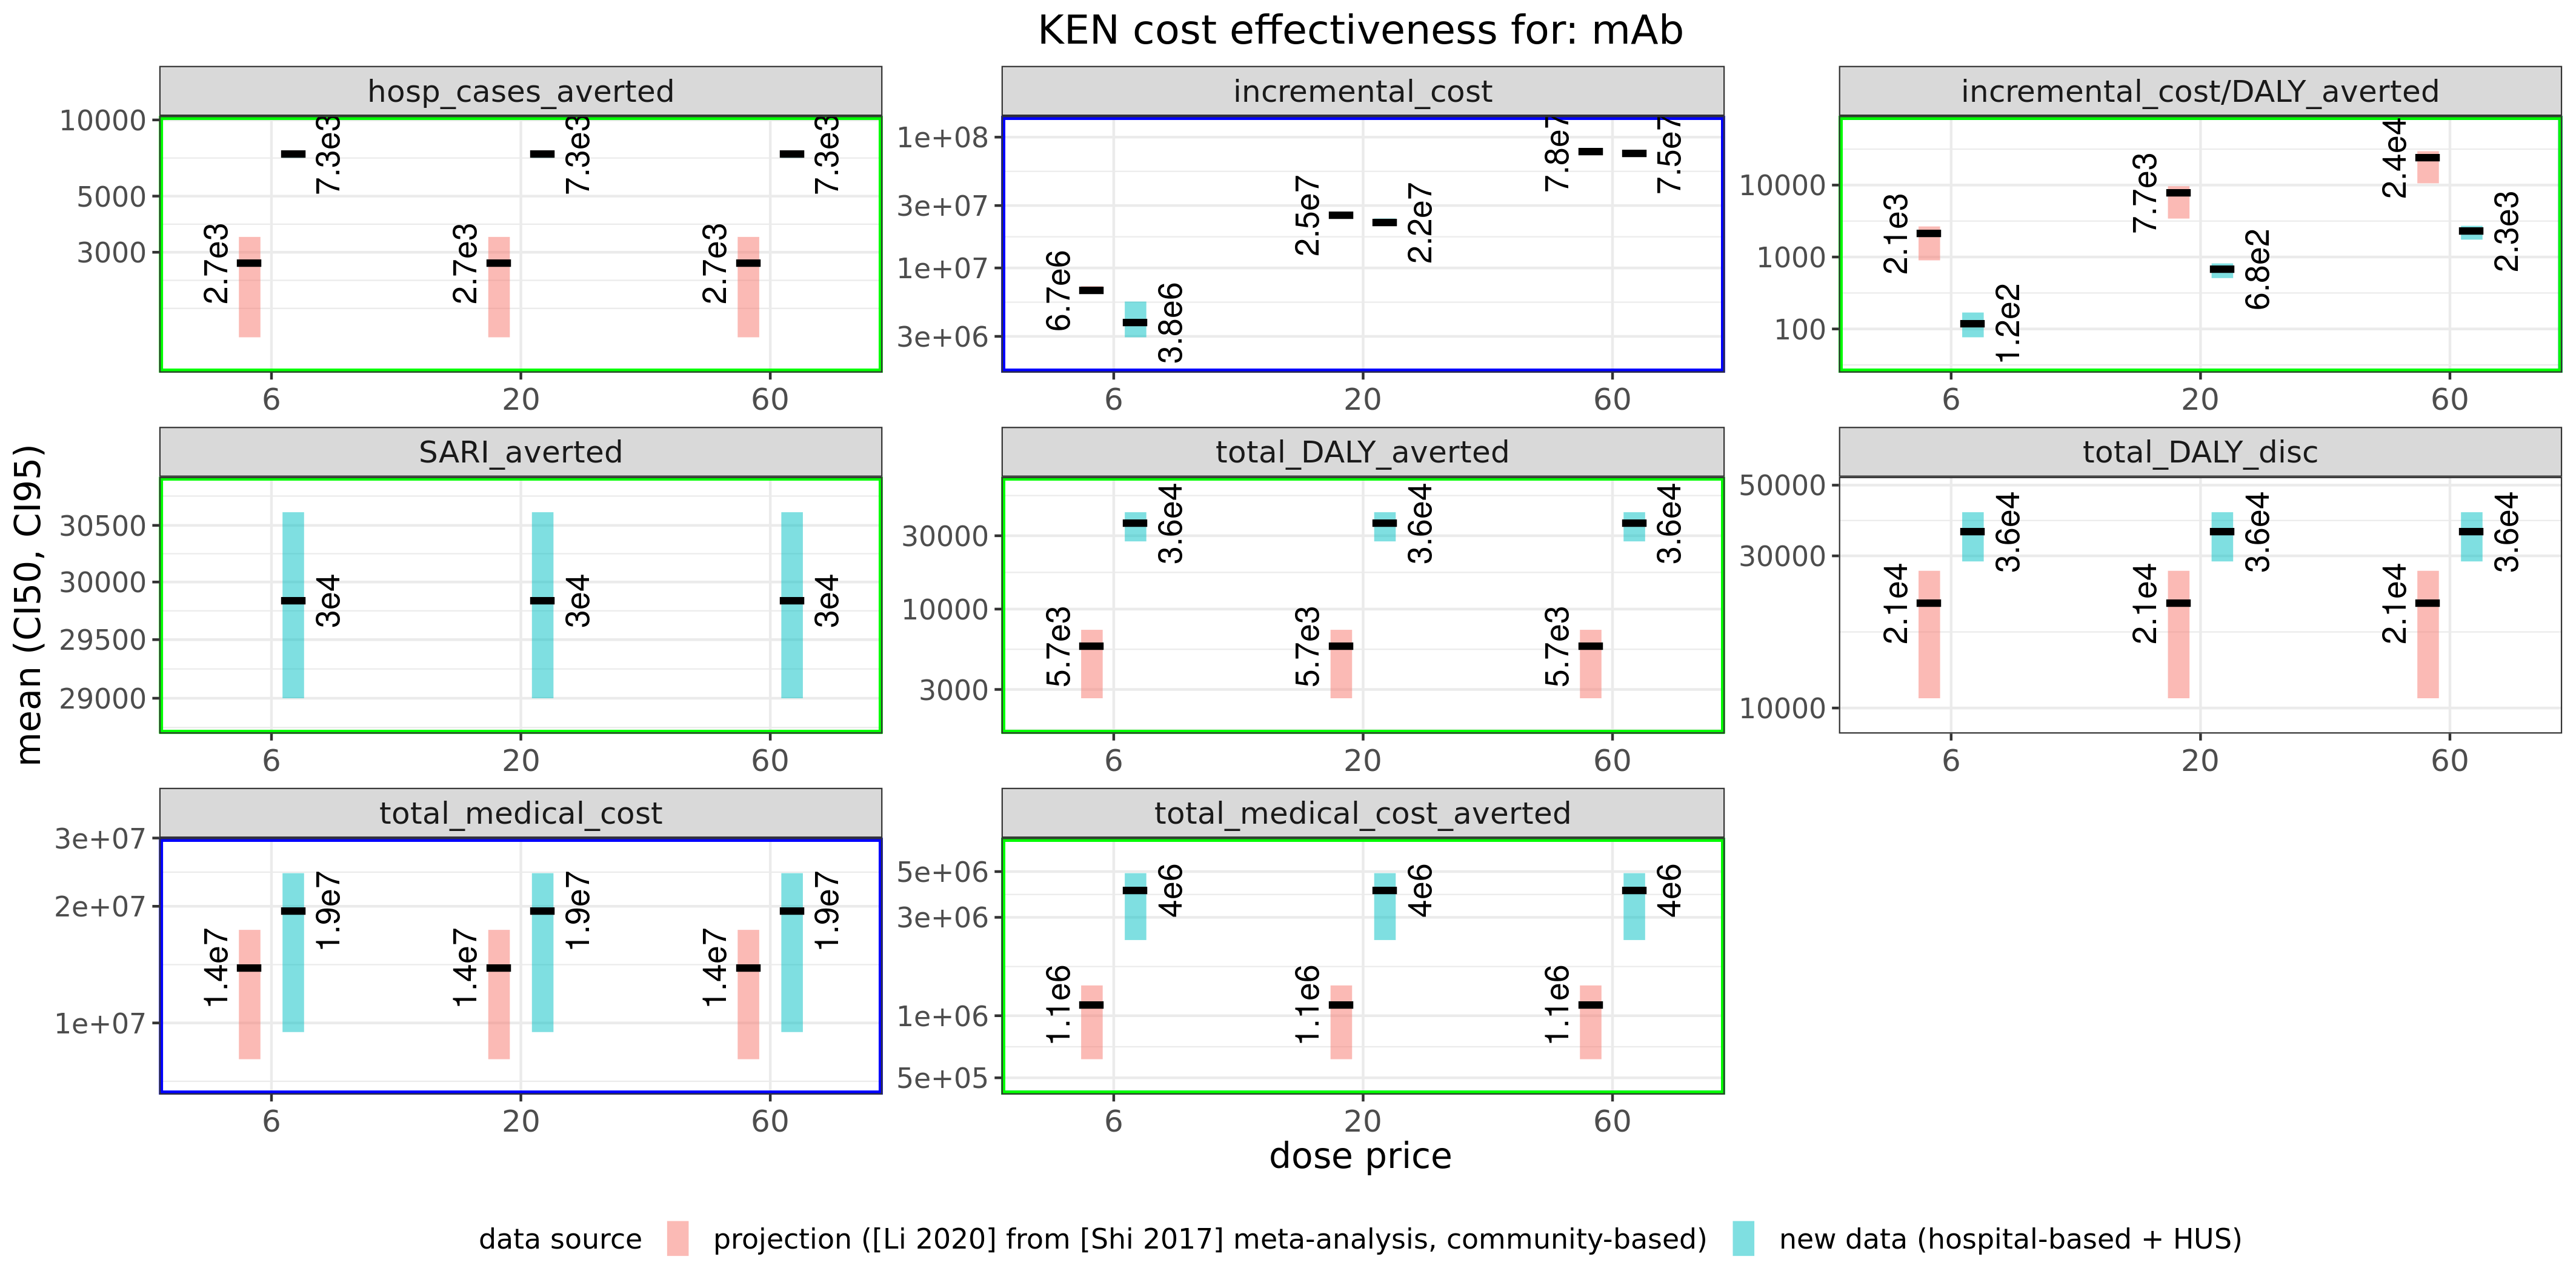 KEN cost effectiveness for: mAb
hosp_cases_averted
10000
5000
3000
2.7e3
7.3e3
2.7e3
7.3e3
2.7e3
7.3e3
6
20
60
incremental_cost
1e+08
3e+07
1e+07
3e+06
6.7e6
3.8e6
2.5e7
2.2e7
7.8e7
7.5e7
6
20
60
incremental_cost/DALY_averted
10000
1000
100
2.1e3
1.2e2
7.7e3
6.8e2
2.4e4
2.3e3
6
20
60
mean (CI50, CI95)
SARI_averted
30500
30000
29500
29000
3e4
3e4
3e4
6
20
60
total_DALY_averted
30000
10000
3000
5.7e3
3.6e4
5.7e3
3.6e4
5.7e3
3.6e4
6
20
60
total_DALY_disc
50000
30000
10000
2.1e4
3.6e4
2.1e4
3.6e4
2.1e4
3.6e4
6
20
60
total_medical_cost
3e+07
2e+07
1e+07
1.4e7
1.9e7
1.4e7
1.9e7
1.4e7
1.9e7
6
20
60
total_medical_cost_averted
5e+06
3e+06
1e+06
5e+05
1.1e6
4e6
1.1e6
4e6
1.1e6
4e6
6
20
60
dose price
data source
projection ([Li 2020] from [Shi 2017] meta-analysis, community-based)
new data (hospital-based + HUS)